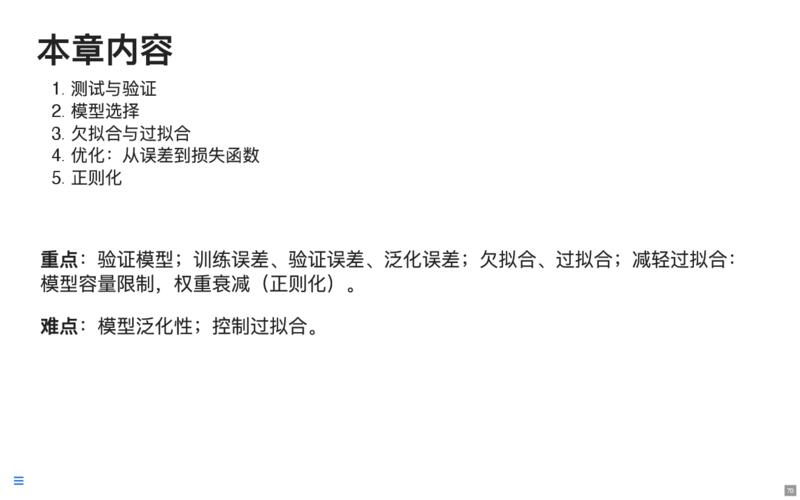 本章内容
1. 测试与验证
2. 模型选择
3. 欠拟合与过拟合
4. 优化：从误差到损失函数
5. 正则化
重点：验证模型；训练误差、验证误差、泛化误差；欠拟合、过拟合；减轻过拟合：
模型容量限制，权重衰减（正则化）。
难点：模型泛化性；控制过拟合。
70